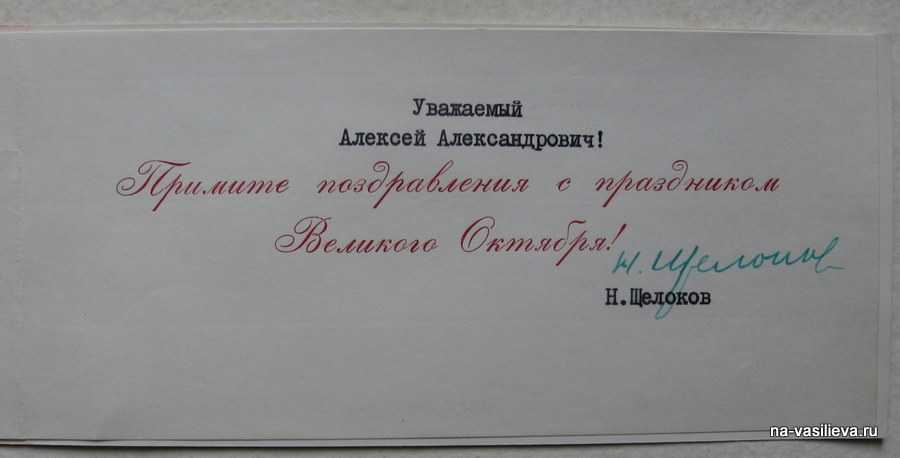 Уважаемый
Алексей Александрович!
Примите поздравления с праздником
Великого Октября!
Н. Щелоков
Н.Щелоков
na-vasilieva.ru